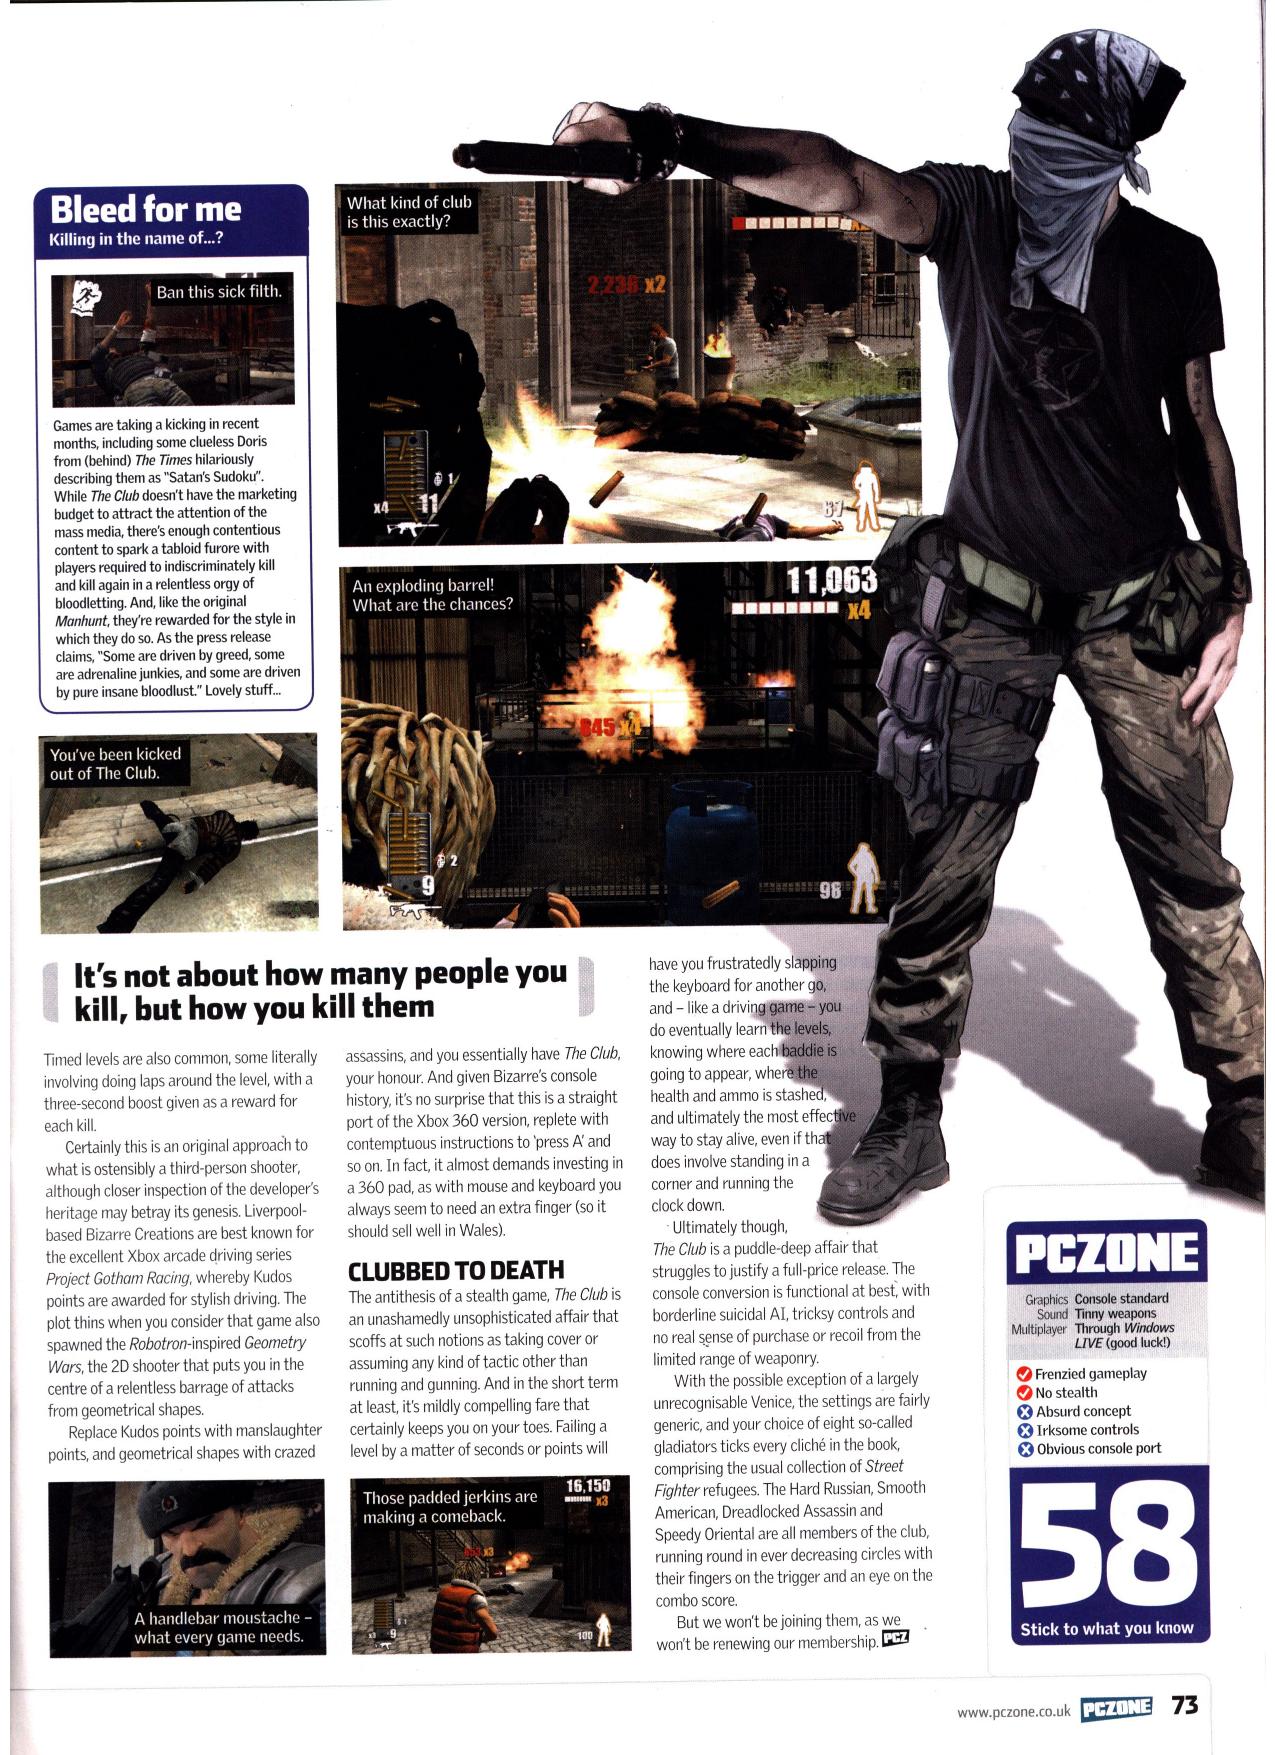 Bleed for me
Killing in the name of...?
Ban this sick filth.
Games are taking a kicking in recent
months, including some clueless Doris
from (behind) The Times hilariously
describing them as "Satan's Sudoku".
While The Club doesn't have the marketing
budget to attract the attention of the
mass media, there's enough contentious
content to spark a tabloid furore with
players required to indiscriminately kill
and kill again in a relentless orgy of
bloodletting. And, like the original
Manhunt, they're rewarded for the style in
which they do so. As the press release
claims, "Some are driven by greed, some
are adrenaline junkies, and some are driven
by pure insane bloodlust." Lovely stuff...
You've been kicked
out of The Club.
What kind of club
is this exactly?
2,236 x2
1
x4 11
87
An exploding barrel!
What are the chances?
11,063
x4
845 x4
2
9
98
It's not about how many people you
kill, but how you kill them
Timed levels are also common, some literally
involving doing laps around the level, with a
three-second boost given as a reward for
each kill.
Certainly this is an original approach to
what is ostensibly a third-person shooter,
although closer inspection of the developer's
heritage may betray its genesis. Liverpool-
based Bizarre Creations are best known for
the excellent Xbox arcade driving series
Project Gotham Racing, whereby Kudos
points are awarded for stylish driving. The
plot thins when you consider that game also
spawned the Robotron-inspired Geometry
Wars, the 2D shooter that puts you in the
centre of a relentless barrage of attacks
from geometrical shapes.
Replace Kudos points with manslaughter
points, and geometrical shapes with crazed
A handlebar moustache –
what every game needs.
assassins, and you essentially have The Club,
your honour. And given Bizarre's console
history, it's no surprise that this is a straight
port of the Xbox 360 version, replete with
contemptuous instructions to 'press A' and
so on. In fact, it almost demands investing in
a 360 pad, as with mouse and keyboard you
always seem to need an extra finger (so it
should sell well in Wales).
CLUBBED TO DEATH
The antithesis of a stealth game, The Club is
an unashamedly unsophisticated affair that
scoffs at such notions as taking cover or
assuming any kind of tactic other than
running and gunning. And in the short term
at least, it's mildly compelling fare that
certainly keeps you on your toes. Failing a
level by a matter of seconds or points will
Those padded jerkins are
making a comeback.
16,150
x3
x3
9
100
have you frustratedly slapping
the keyboard for another go,
and – like a driving game – you
do eventually learn the levels,
knowing where each baddie is
going to appear, where the
health and ammo is stashed,
and ultimately the most effective
way to stay alive, even if that
does involve standing in a
corner and running the
clock down.
Ultimately though,
The Club is a puddle-deep affair that
struggles to justify a full-price release. The
console conversion is functional at best, with
borderline suicidal AI, tricksy controls and
no real sense of purchase or recoil from the
limited range of weaponry.
With the possible exception of a largely
unrecognisable Venice, the settings are fairly
generic, and your choice of eight so-called
gladiators ticks every cliché in the book,
comprising the usual collection of Street
Fighter refugees. The Hard Russian, Smooth
American, Dreadlocked Assassin and
Speedy Oriental are all members of the club,
running round in ever decreasing circles with
their fingers on the trigger and an eye on the
combo score.
But we won't be joining them, as we
won't be renewing our membership. PCZ
PCZONE
Graphics Console standard
Sound Tinny weapons
Multiplayer Through Windows
LIVE (good luck!)
Frenzied gameplay
No stealth
Absurd concept
Irksome controls
Obvious console port
58
Stick to what you know
www.pczone.co.uk PCZONE 73